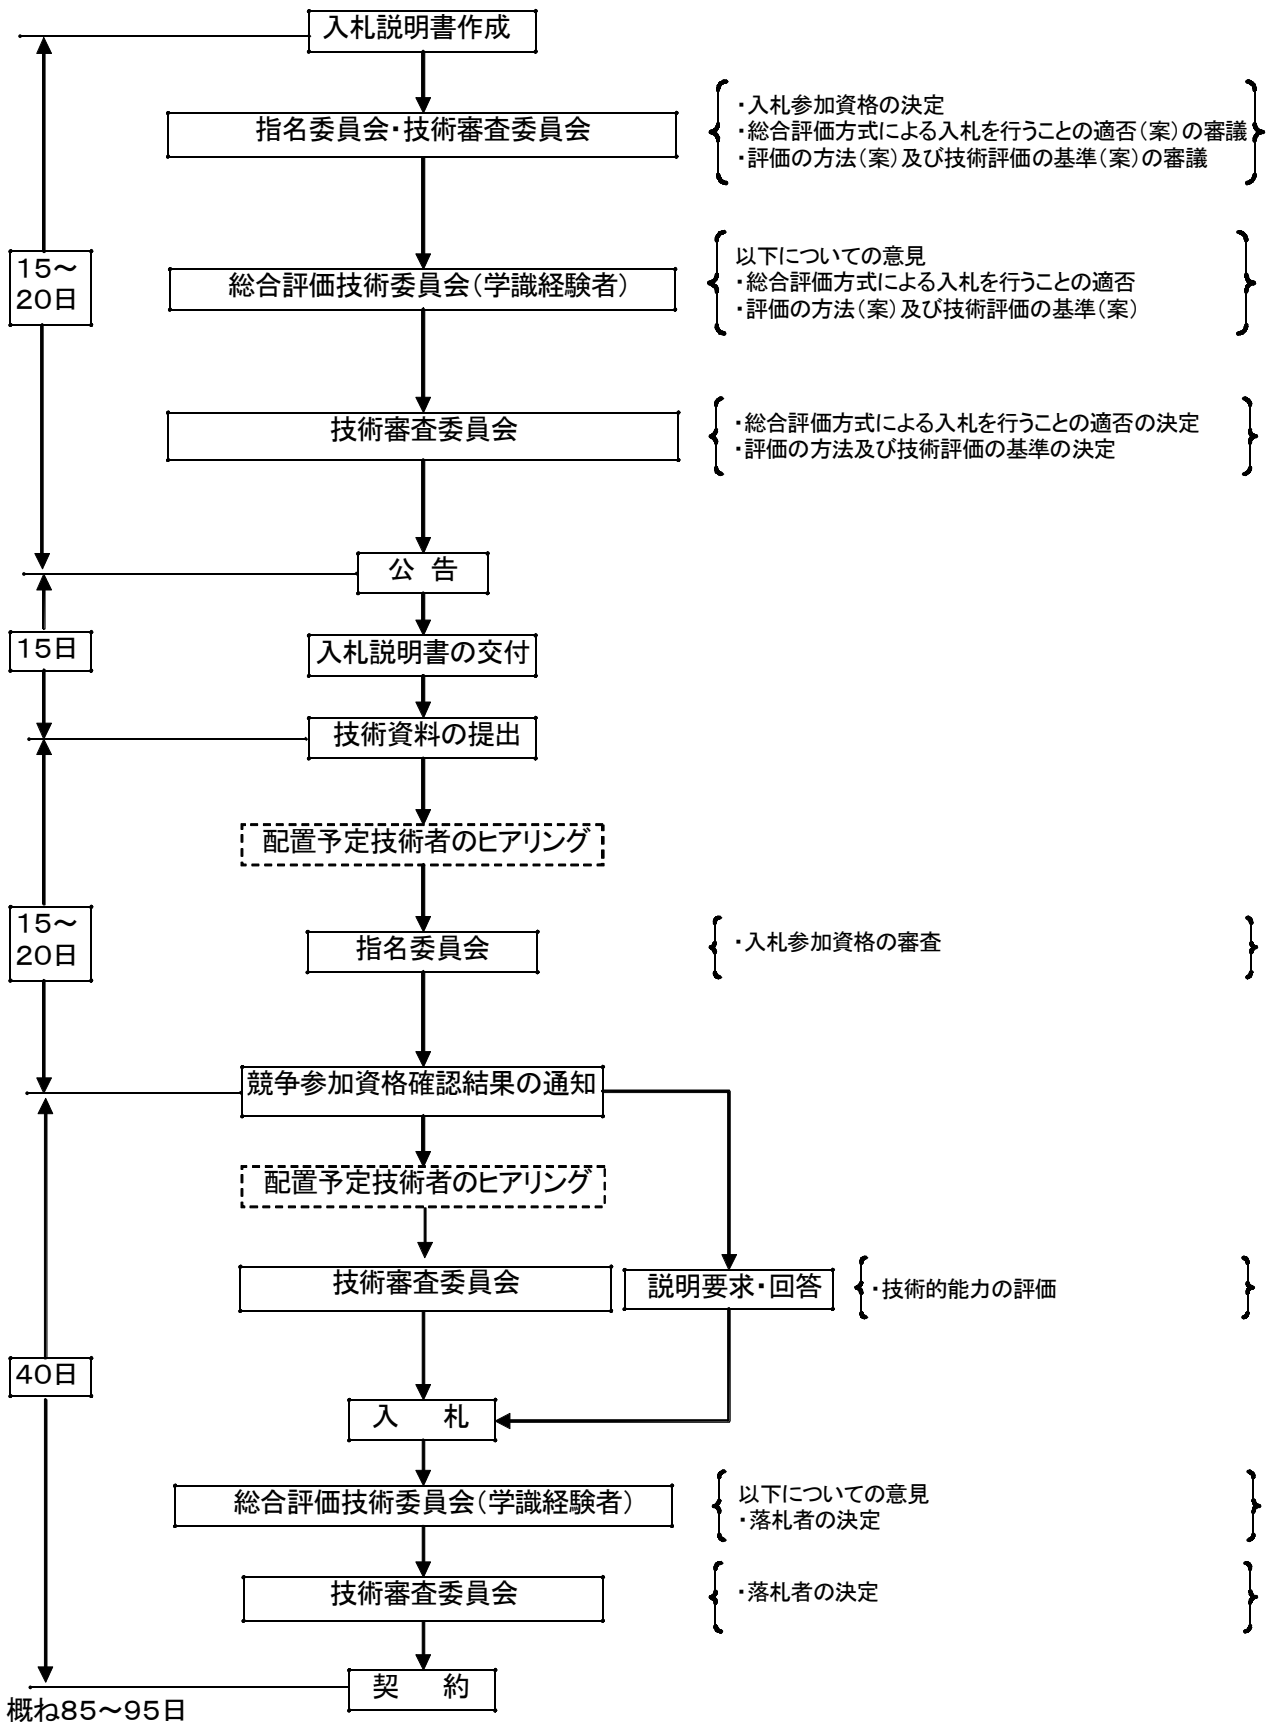 入札説明書作成
指名委員会・技術審査委員会
・入札参加資格の決定
・総合評価方式による入札を行うことの適否(案)の審議
・評価の方法(案)及び技術評価の基準(案)の審議
15～
20日
総合評価技術委員会(学識経験者)
以下についての意見
・総合評価方式による入札を行うことの適否
・評価の方法(案)及び技術評価の基準(案)
技術審査委員会
・総合評価方式による入札を行うことの適否の決定
・評価の方法及び技術評価の基準の決定
公 告
15日
入札説明書の交付
技術資料の提出
配置予定技術者のヒアリング
15～
20日
指名委員会
・入札参加資格の審査
競争参加資格確認結果の通知
配置予定技術者のヒアリング
技術審査委員会
説明要求・回答
・技術的能力の評価
40日
入 札
総合評価技術委員会(学識経験者)
以下についての意見
・落札者の決定
技術審査委員会
・落札者の決定
契 約
概ね85～95日